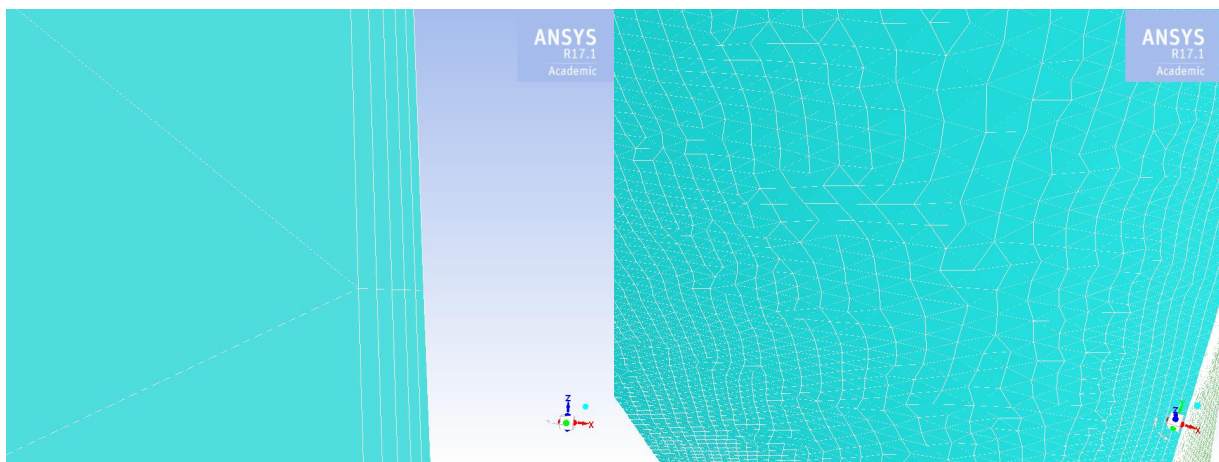 ANSYS
R17.1
Academic
Z
X
ANSYS
R17.1
Academic
Z
X